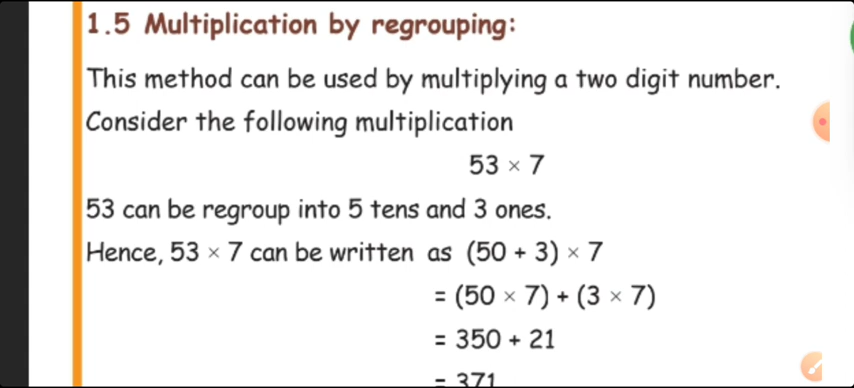 1.5 Multiplication by regrouping:
This method can be used by multiplying a two digit number.
Consider the following multiplication
53 × 7
53 can be regroup into 5 tens and 3 ones.
Hence, 53 × 7 can be written as (50 + 3) × 7
= (50 × 7) + (3 × 7)
= 350 + 21
= 371